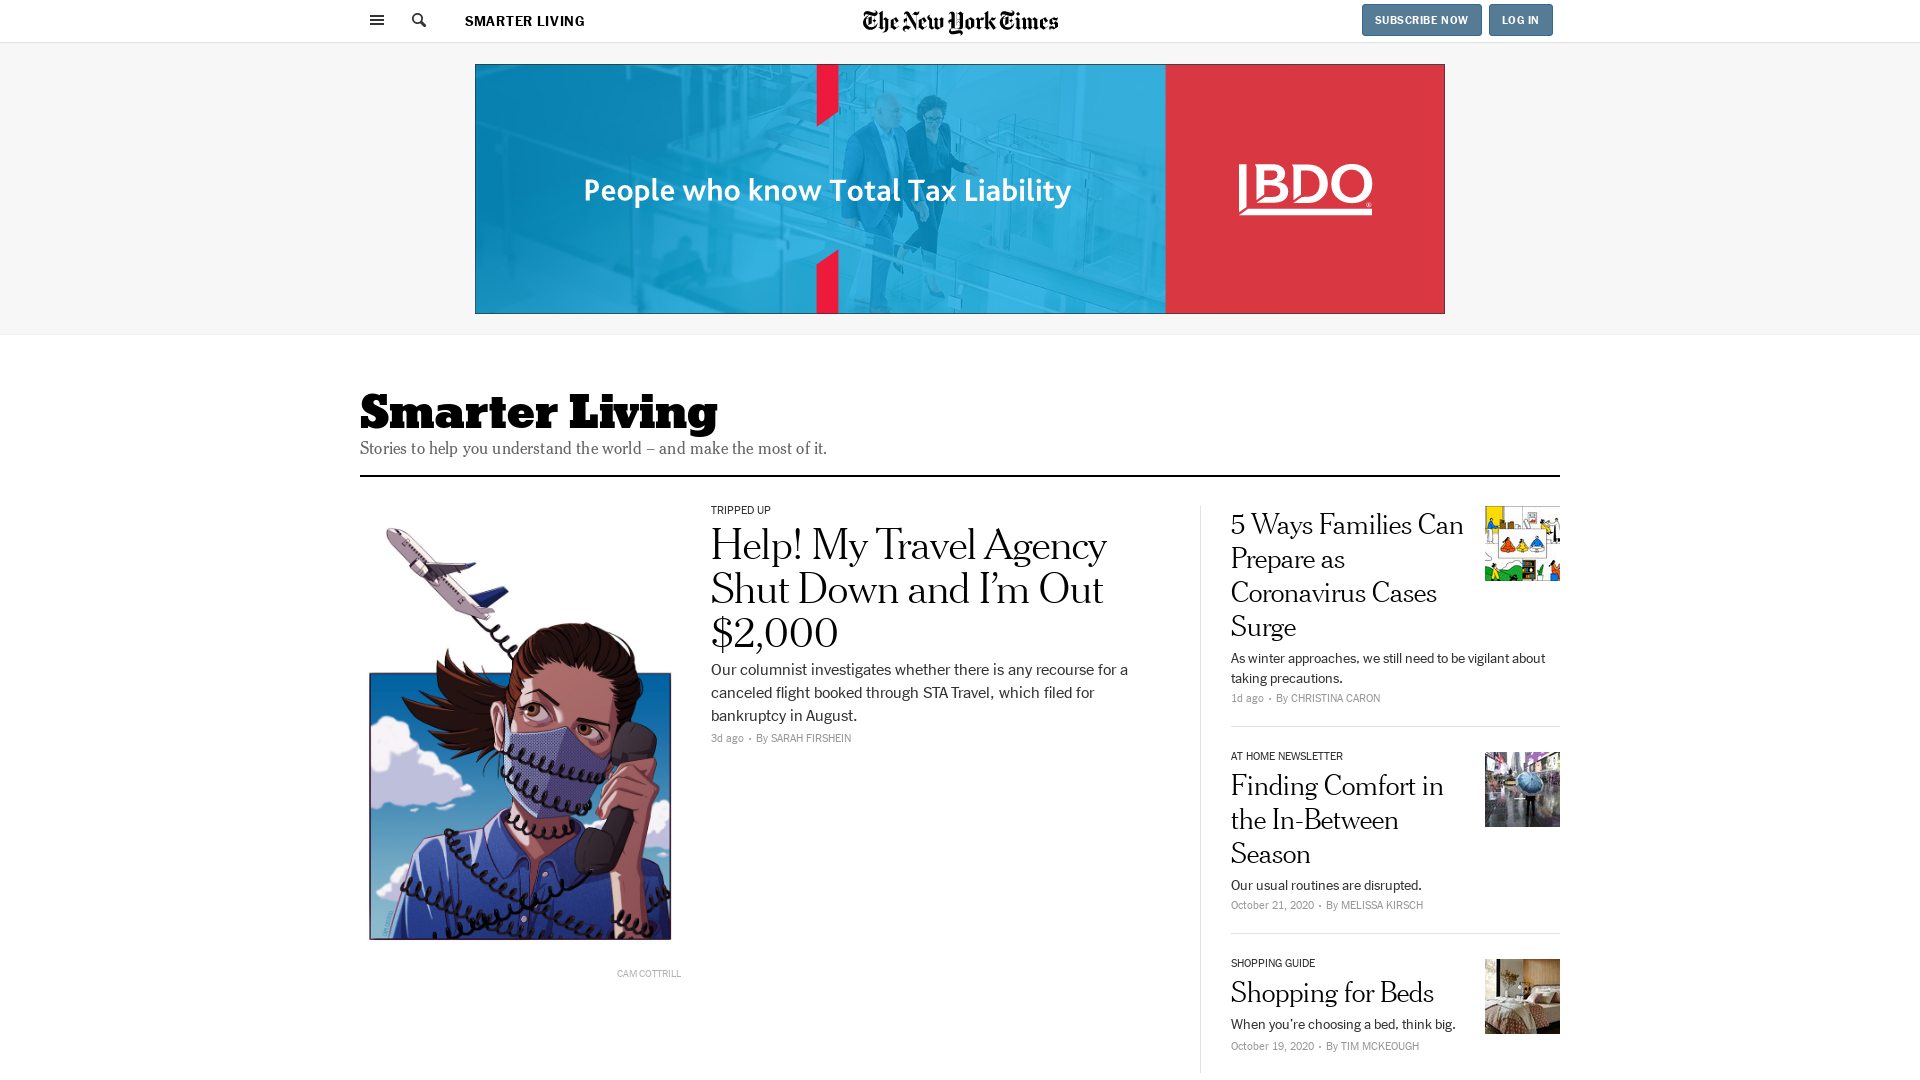 SMARTER LIVING
The New York Times
SUBSCRIBE NOW
LOG IN
People who know Total Tax Liability
BDO
Smarter Living
Stories to help you understand the world – and make the most of it.
TRIPPED UP
Help! My Travel Agency
Shut Down and I’m Out
$2,000
Our columnist investigates whether there is any recourse for a
canceled flight booked through STA Travel, which filed for
bankruptcy in August.
3d ago • By SARAH FIRSHEIN
CAM COTTRILL
5 Ways Families Can
Prepare as
Coronavirus Cases
Surge
As winter approaches, we still need to be vigilant about
taking precautions.
1d ago • By CHRISTINA CARON
AT HOME NEWSLETTER
Finding Comfort in
the In-Between
Season
Our usual routines are disrupted.
October 21, 2020 • By MELISSA KIRSCH
SHOPPING GUIDE
Shopping for Beds
When you’re choosing a bed, think big.
October 19, 2020 • By TIM MCKEOUGH